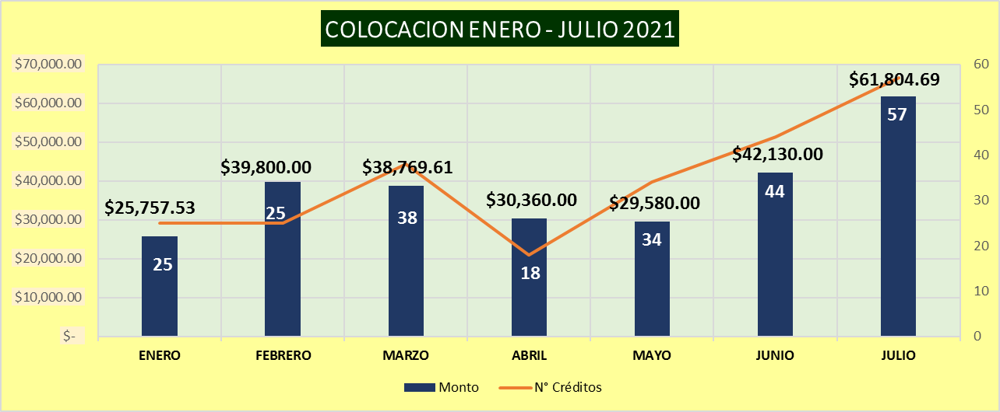 COLOCACION ENERO - JULIO 2021
$70,000.00
$60,000.00
$50,000.00
$40,000.00
$30,000.00
$20,000.00
$10,000.00
$-
60
50
40
30
20
10
0
$25,757.53
$39,800.00
$38,769.61
$30,360.00
$29,580.00
$42,130.00
$61,804.69
25
25
38
18
34
44
57
ENERO
FEBRERO
MARZO
ABRIL
MAYO
JUNIO
JULIO
Monto
N° Créditos